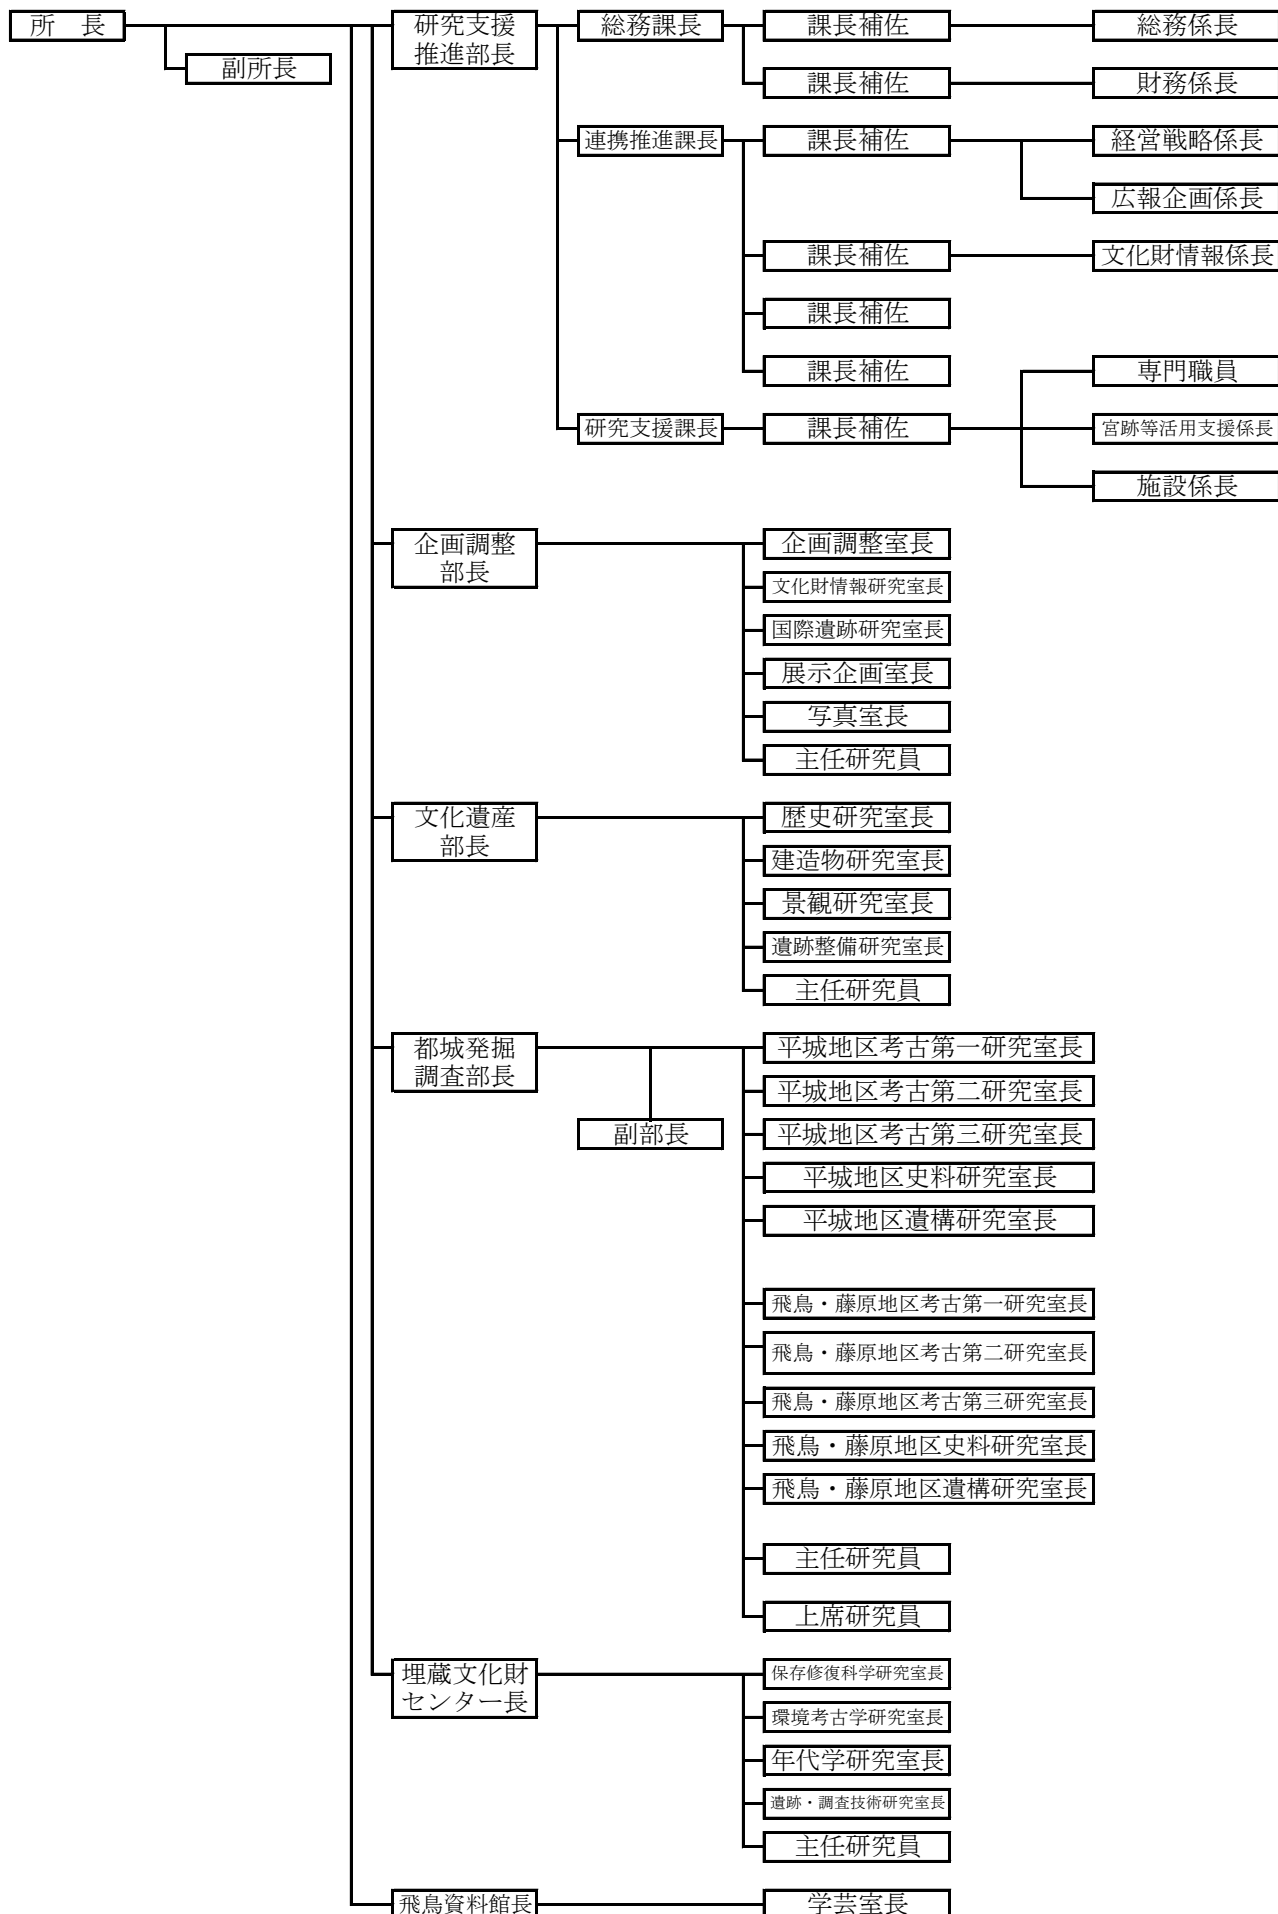 所　長
副所長
研究支援
推進部長
総務課長
課長補佐
総務係長
課長補佐
財務係長
連携推進課長
課長補佐
経営戦略係長
広報企画係長
課長補佐
文化財情報係長
課長補佐
課長補佐
研究支援課長
課長補佐
専門職員
宮跡等活用支援係長
施設係長
企画調整
部長
企画調整室長
文化財情報研究室長
国際遺跡研究室長
展示企画室長
写真室長
主任研究員
文化遺産
部長
歴史研究室長
建造物研究室長
景観研究室長
遺跡整備研究室長
主任研究員
都城発掘
調査部長
副部長
平城地区考古第一研究室長
平城地区考古第二研究室長
平城地区考古第三研究室長
平城地区史料研究室長
平城地区遺構研究室長
飛鳥・藤原地区考古第一研究室長
飛鳥・藤原地区考古第二研究室長
飛鳥・藤原地区考古第三研究室長
飛鳥・藤原地区史料研究室長
飛鳥・藤原地区遺構研究室長
主任研究員
上席研究員
埋蔵文化財
センター長
保存修復科学研究室長
環境考古学研究室長
年代学研究室長
遺跡・調査技術研究室長
主任研究員
飛鳥資料館長
学芸室長